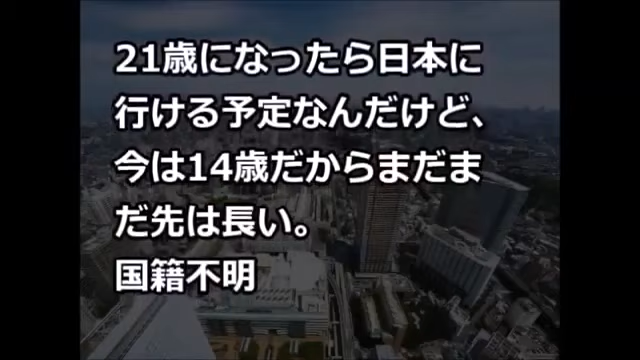 21歳になったら日本に
行ける予定なんだけど、
今は14歳だからまだま
だ先は長い。
国籍不明